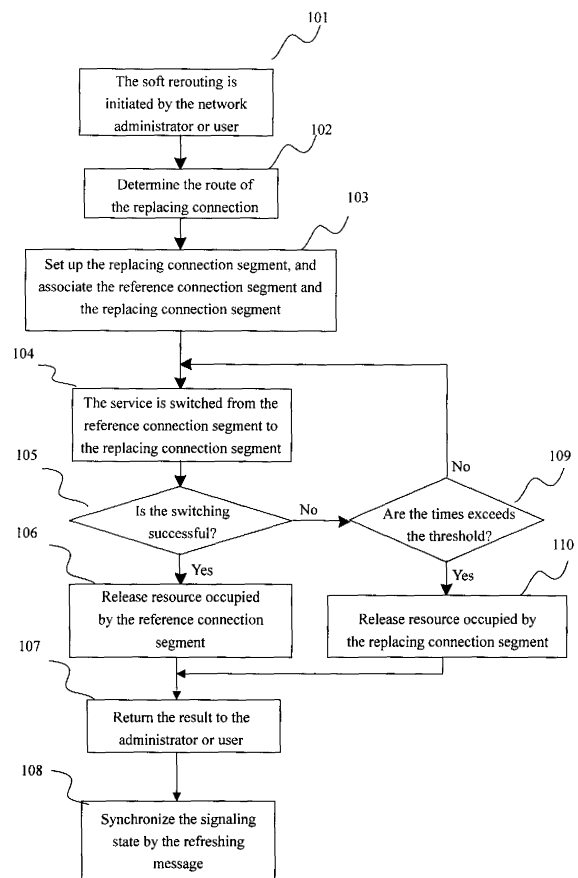 101
The soft rerouting is
initiated by the network
administrator or user
102
Determine the route of
the replacing connection
103
Set up the replacing connection segment, and
associate the reference connection segment and
the replacing connection segment
104
The service is switched from the
reference connection segment to
the replacing connection segment
105
Is the switching
successful?
No
109
No
Are the times exceeds
the threshold?
106
Yes
Release resource occupied
by the reference connection
segment
Yes
110
Release resource occupied by
the replacing connection segment
107
Return the result to the
administrator or user
108
Synchronize the signaling
state by the refreshing
message